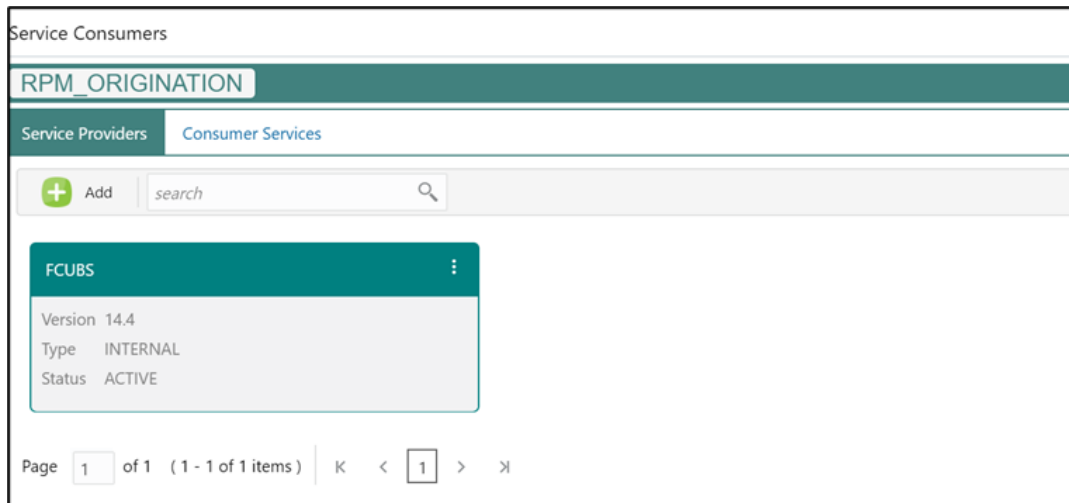 Service Consumers
RPM_ORIGINATION
Service Providers Consumer Services
Add search
FCUBS
Version 14.4
Type INTERNAL
Status ACTIVE
Page 1 of 1 ( 1 - 1 of 1 items ) 1